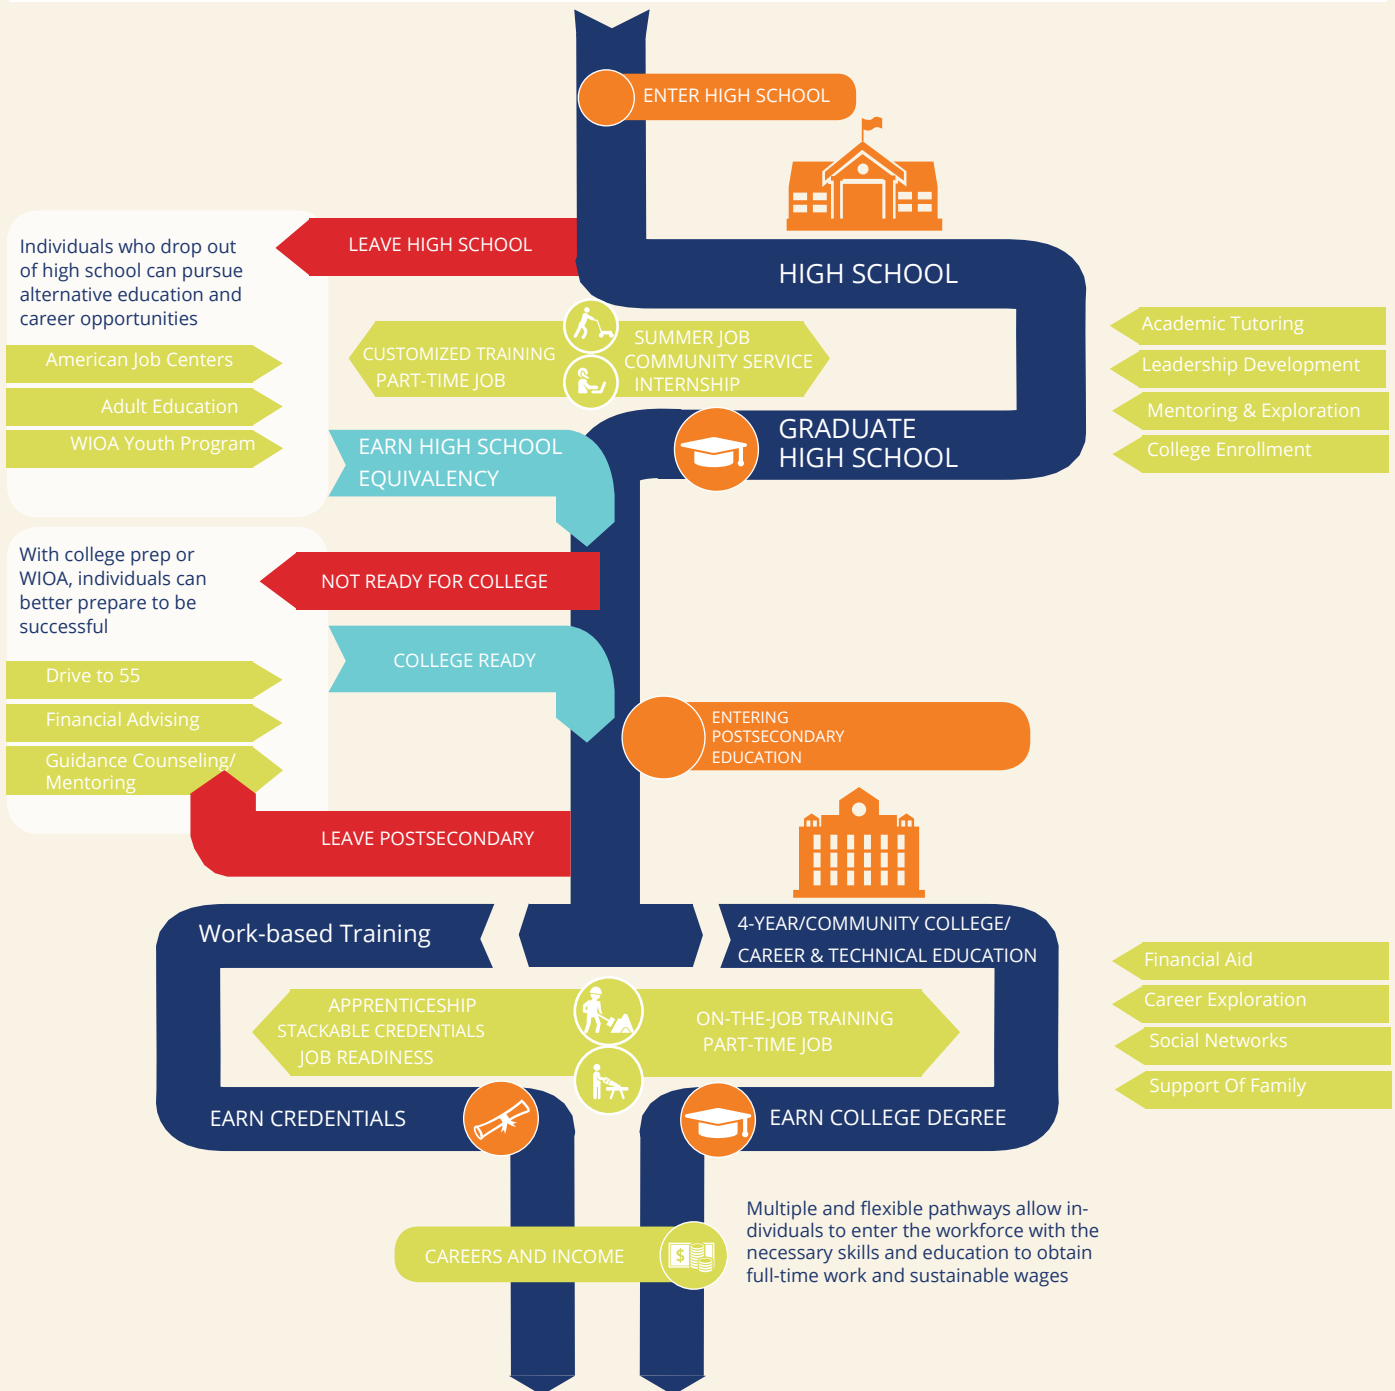 ENTER HIGH SCHOOL
LEAVE HIGH SCHOOL
HIGH SCHOOL
Individuals who drop out
of high school can pursue
alternative education and
career opportunities
American Job Centers
Adult Education
WIOA Youth Program
CUSTOMIZED TRAINING
PART-TIME JOB
SUMMER JOB
COMMUNITY SERVICE
INTERNSHIP
Academic Tutoring
Leadership Development
Mentoring & Exploration
College Enrollment
GRADUATE
HIGH SCHOOL
EARN HIGH SCHOOL
EQUIVALENCY
With college prep or
WIOA, individuals can
better prepare to be
successful
NOT READY FOR COLLEGE
COLLEGE READY
Drive to 55
Financial Advising
Guidance Counseling/
Mentoring
ENTERING
POSTSECONDARY
EDUCATION
LEAVE POSTSECONDARY
Work-based Training
4-YEAR/COMMUNITY COLLEGE/
CAREER & TECHNICAL EDUCATION
APPRENTICESHIP
STACKABLE CREDENTIALS
JOB READINESS
ON-THE-JOB TRAINING
PART-TIME JOB
Financial Aid
Career Exploration
Social Networks
Support Of Family
EARN CREDENTIALS
EARN COLLEGE DEGREE
CAREERS AND INCOME
$
Multiple and flexible pathways allow in-
dividuals to enter the workforce with the
necessary skills and education to obtain
full-time work and sustainable wages